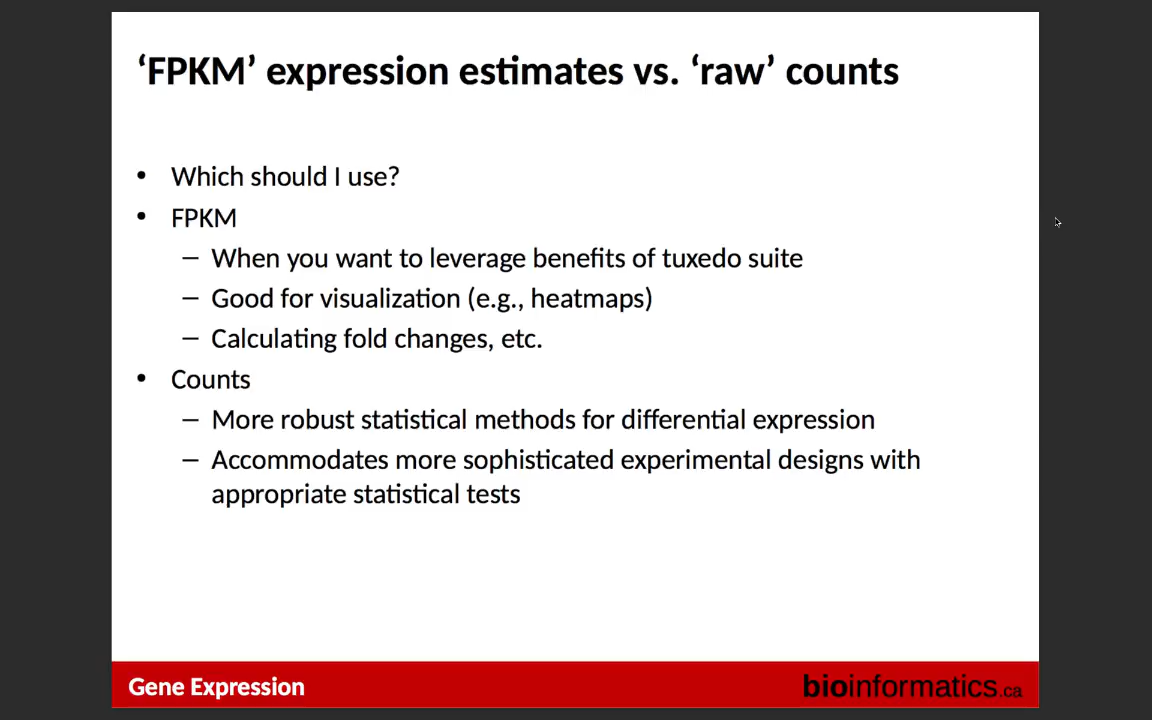 ‘FPKM’ expression estimates vs. ‘raw’ counts
• Which should I use?
• FPKM
– When you want to leverage benefits of tuxedo suite
– Good for visualization (e.g., heatmaps)
– Calculating fold changes, etc.
• Counts
– More robust statistical methods for differential expression
– Accommodates more sophisticated experimental designs with
appropriate statistical tests
Gene Expression
bioinformatics.ca